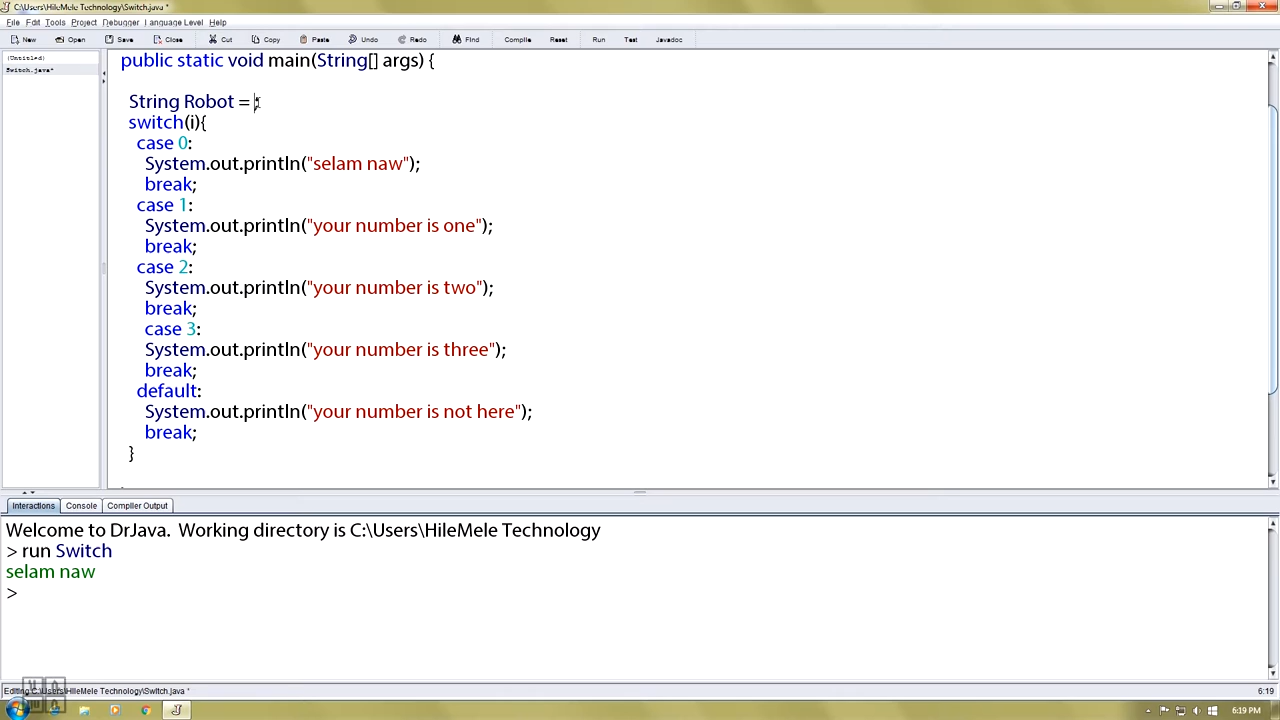 C:\Users\HileMele Technology\Switch.java *
File Edit Tools Project Debugger Language Level Help
New Open Save Close Cut Copy Paste Undo Redo Find Compile Reset Run Test Javadoc
(Untitled)
Switch.java*
public static void main(String[] args) {
String Robot = ;
switch(i){
case 0:
System.out.println("selam naw");
break;
case 1:
System.out.println("your number is one");
break;
case 2:
System.out.println("your number is two");
break;
case 3:
System.out.println("your number is three");
break;
default:
System.out.println("your number is not here");
break;
}
Interactions Console Compiler Output
Welcome to DrJava. Working directory is C:\Users\HileMele Technology
> run Switch
selam naw
>
Editing C:\Users\HileMele Technology\Switch.java * 6:19
6:19 PM